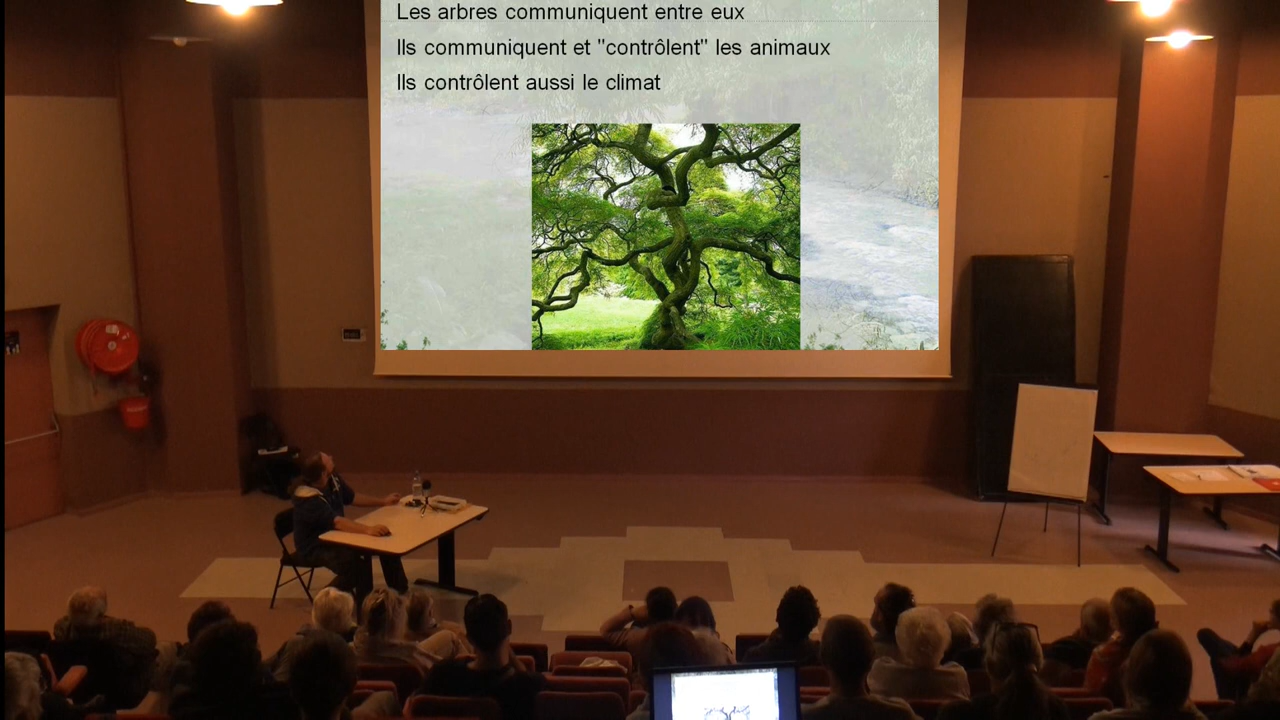 Les arbres communiquent entre eux
Ils communiquent et "contrôlent" les animaux
Ils contrôlent aussi le climat